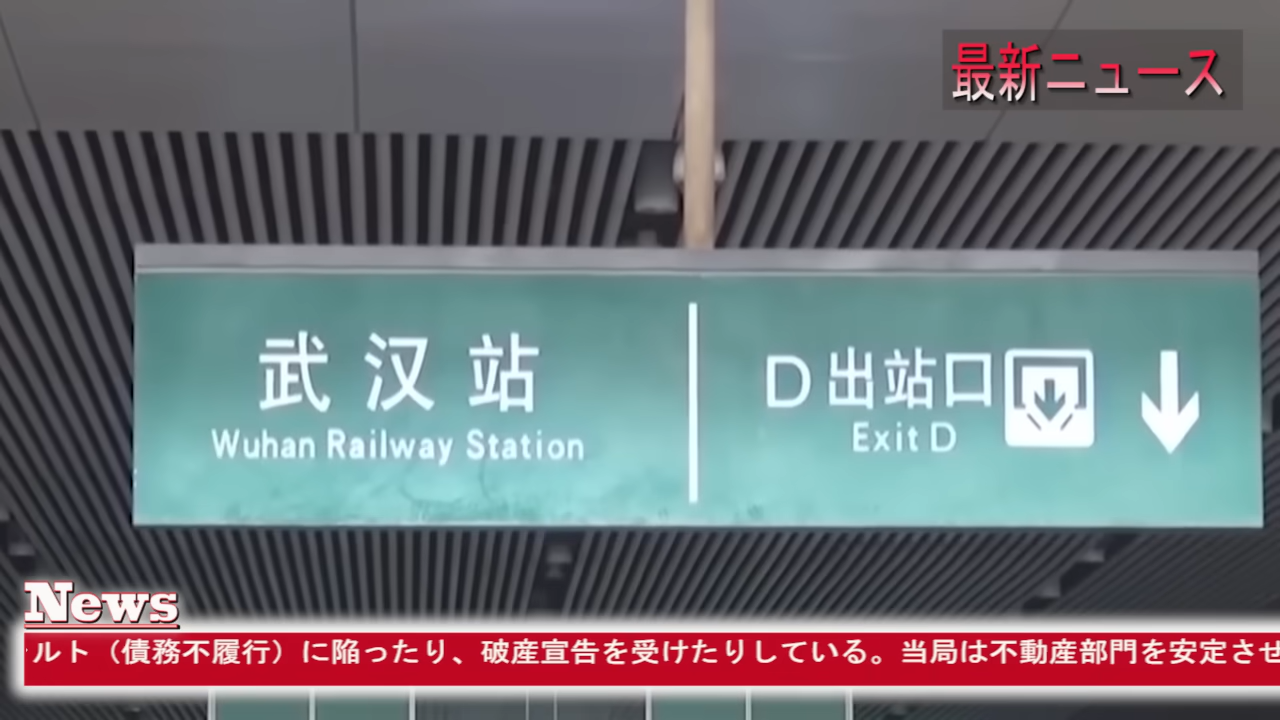 最新ニュース
武汉站
Wuhan Railway Station
D出站口
Exit D
News
ルト（債務不履行）に陥ったり、破産宣告を受けたりしている。当局は不動産部門を安定させ